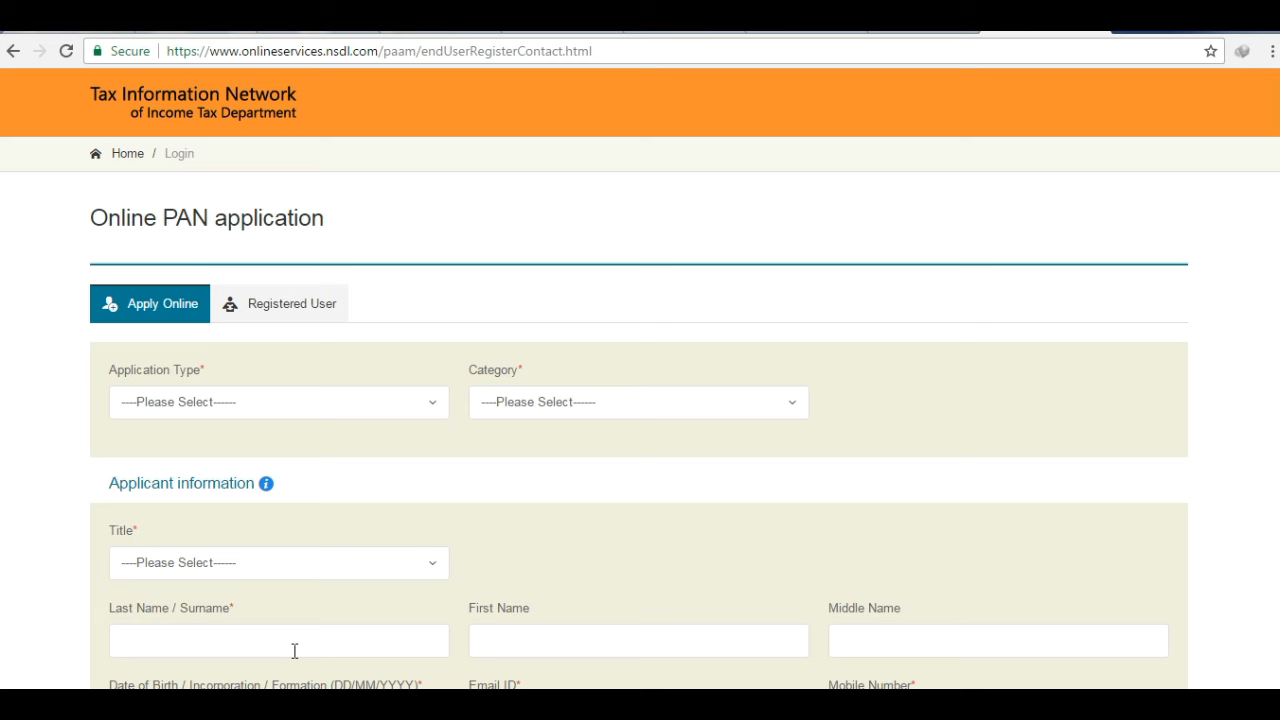 Secure https://www.onlineservices.nsdl.com/paam/endUserRegisterContact.html
Tax Information Network
of Income Tax Department
Home / Login
Online PAN application
Apply Online Registered User
Application Type* Category*
----Please Select------ ----Please Select------
Applicant information i
Title*
----Please Select------
Last Name / Surname* First Name Middle Name
Date of Birth / Incorporation / Formation (DD/MM/YYYY)* Email ID* Mobile Number*